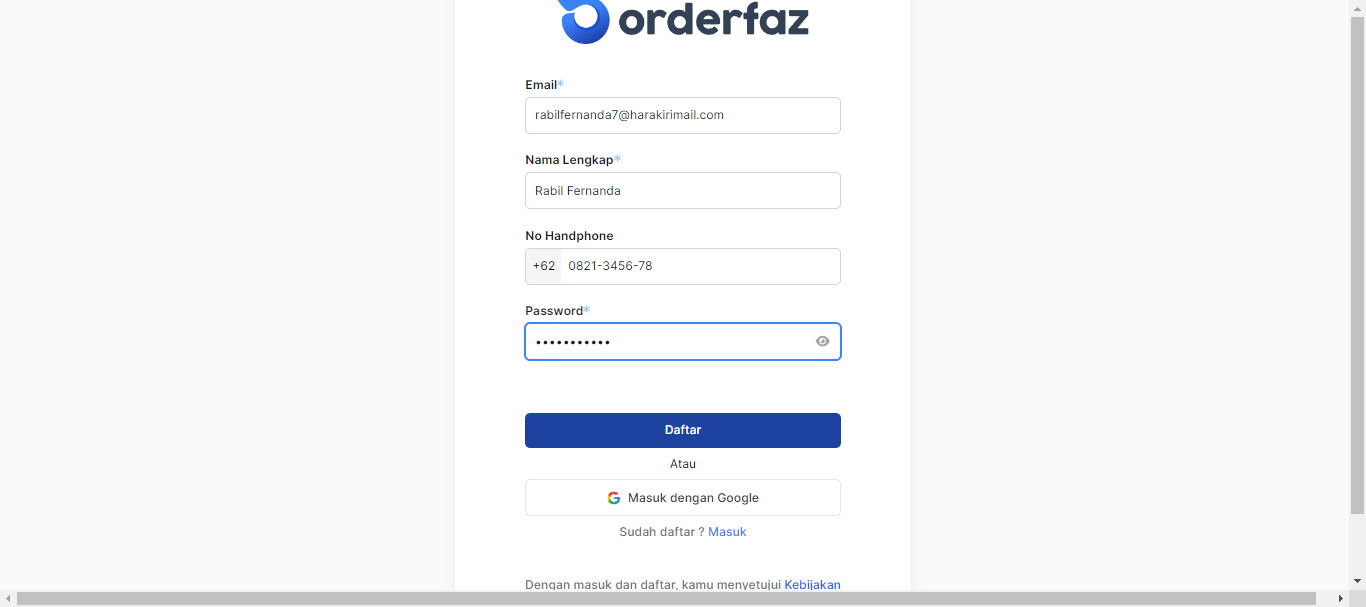 orderfaz
Email*
rabilfernanda7@harakirimail.com
Nama Lengkap*
Rabil Fernanda
No Handphone
+62 0821-3456-78
Password*
•••••••••••
Daftar
Atau
Masuk dengan Google
Sudah daftar ? Masuk
Dengan masuk dan daftar, kamu menyetujui Kebijakan